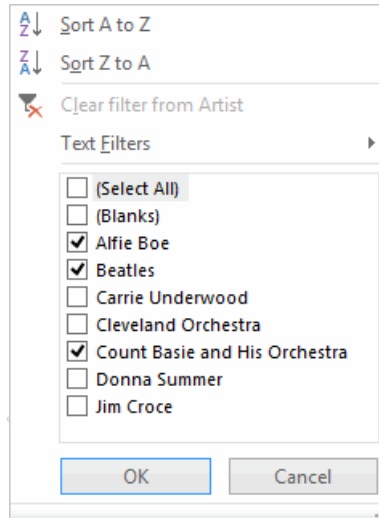 Sort A to Z
Sort Z to A
Clear filter from Artist
Text Filters
(Select All)
(Blanks)
Alfie Boe
Beatles
Carrie Underwood
Cleveland Orchestra
Count Basie and His Orchestra
Donna Summer
Jim Croce
OK Cancel